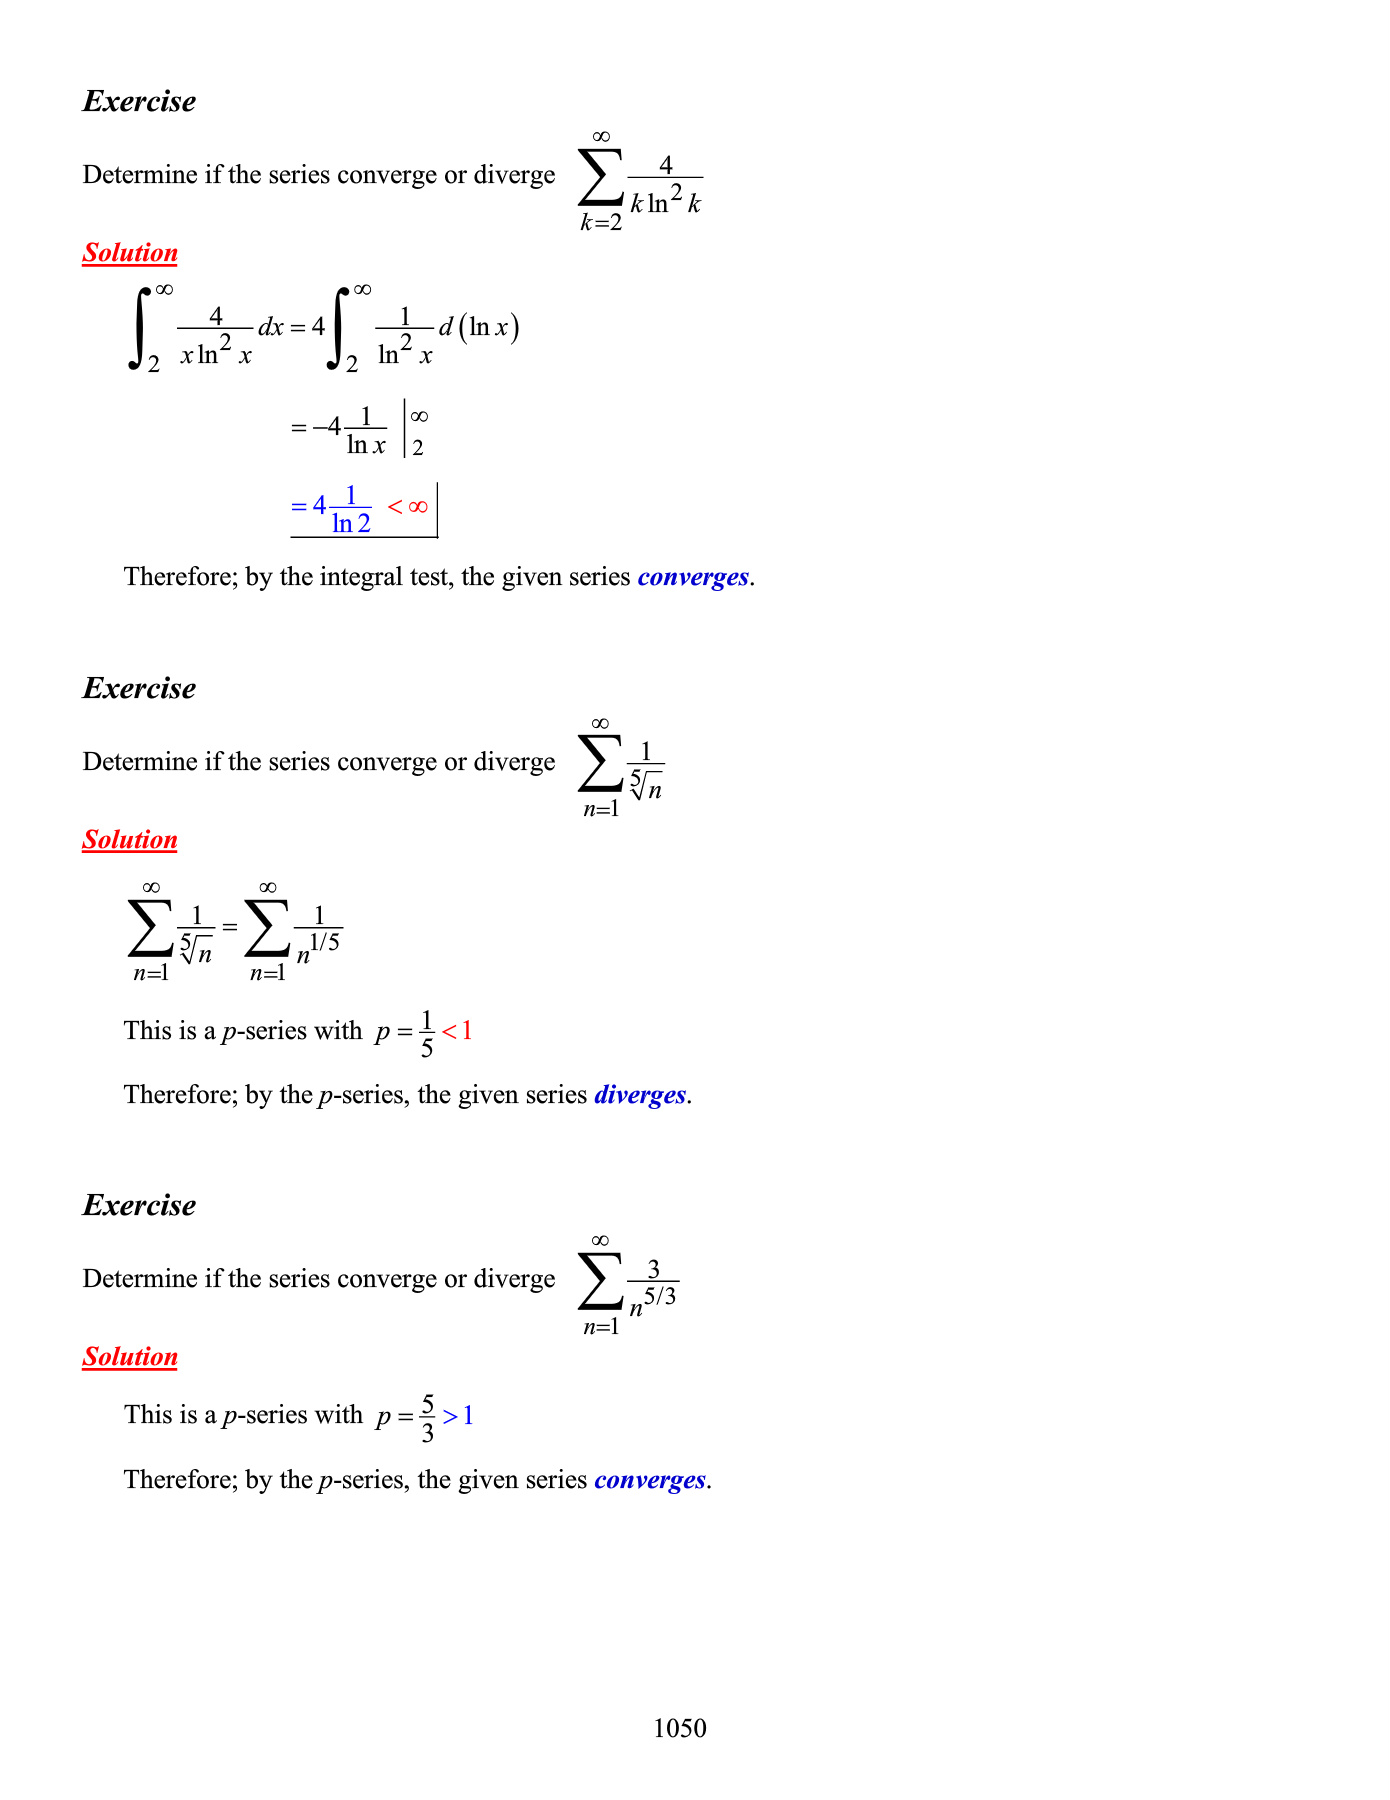 Exercise
Determine if the series converge or diverge $\sum_{k=2}^{\infty} \frac{4}{k \ln^2 k}$
Solution
$\int_2^{\infty} \frac{4}{x \ln^2 x} dx = 4 \int_2^{\infty} \frac{1}{\ln^2 x} d(\ln x)$
$= -4 \frac{1}{\ln x} \Big|_2^{\infty}$
$= 4 \frac{1}{\ln 2} < \infty$
Therefore; by the integral test, the given series converges.
Exercise
Determine if the series converge or diverge $\sum_{n=1}^{\infty} \frac{1}{\sqrt[5]{n}}$
Solution
$\sum_{n=1}^{\infty} \frac{1}{\sqrt[5]{n}} = \sum_{n=1}^{\infty} \frac{1}{n^{1/5}}$
This is a p-series with $p = \frac{1}{5} < 1$
Therefore; by the p-series, the given series diverges.
Exercise
Determine if the series converge or diverge $\sum_{n=1}^{\infty} \frac{3}{n^{5/3}}$
Solution
This is a p-series with $p = \frac{5}{3} > 1$
Therefore; by the p-series, the given series converges.
1050